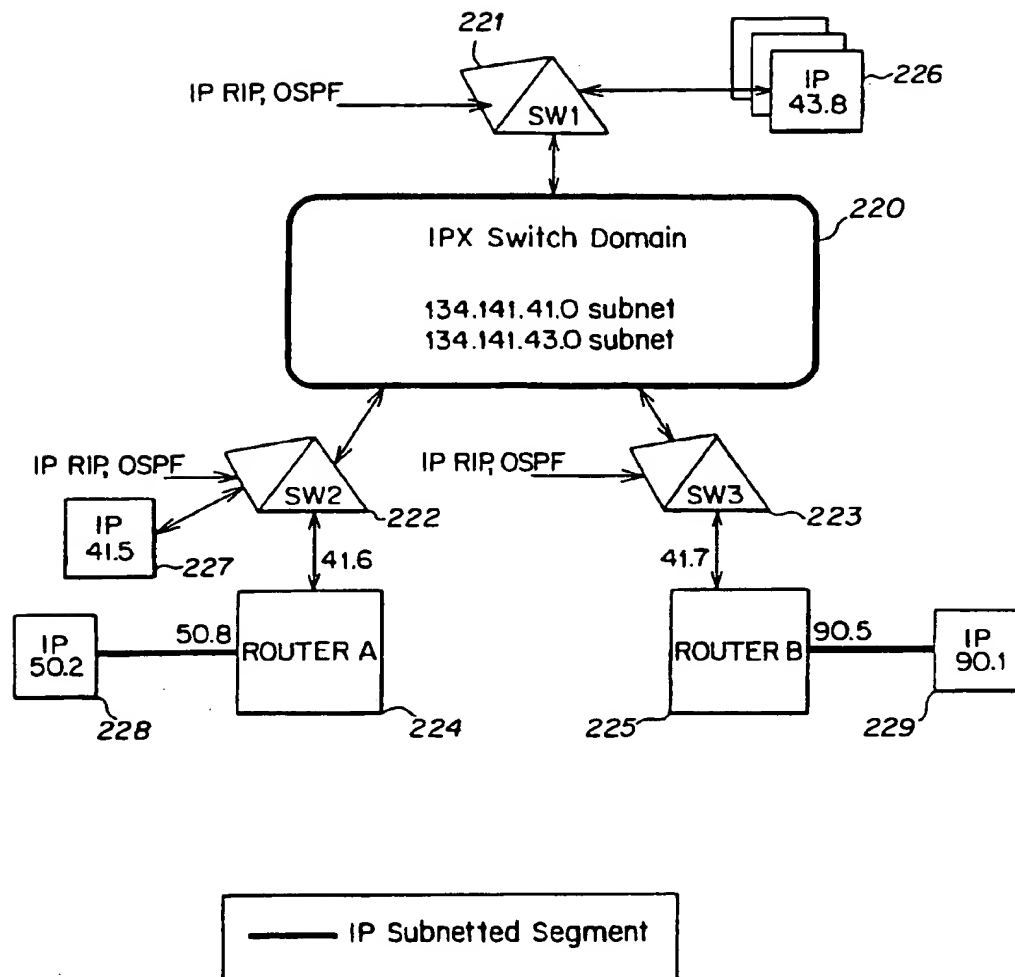 221
IP RIP, OSPF
SW1
IP
43.8
226
220
IPX Switch Domain
134.141.41.0 subnet
134.141.43.0 subnet
IP RIP, OSPF
SW2
222
IP
41.5
227
41.6
IP RIP, OSPF
SW3
223
41.7
IP
50.2
228
50.8
ROUTER A
224
ROUTER B
225
90.5
IP
90.1
229
IP Subnetted Segment